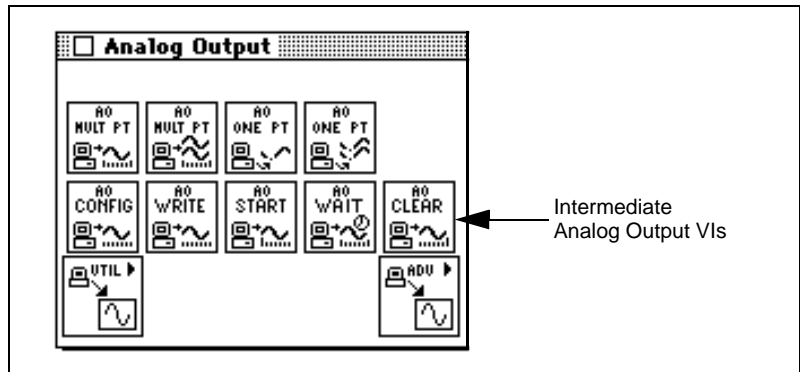 Analog Output
AO MULT PT
AO MULT PT
AO ONE PT
AO ONE PT
AO CONFIG
AO WRITE
AO START
AO WAIT
AO CLEAR
Intermediate
Analog Output VIs
UTIL
ADV